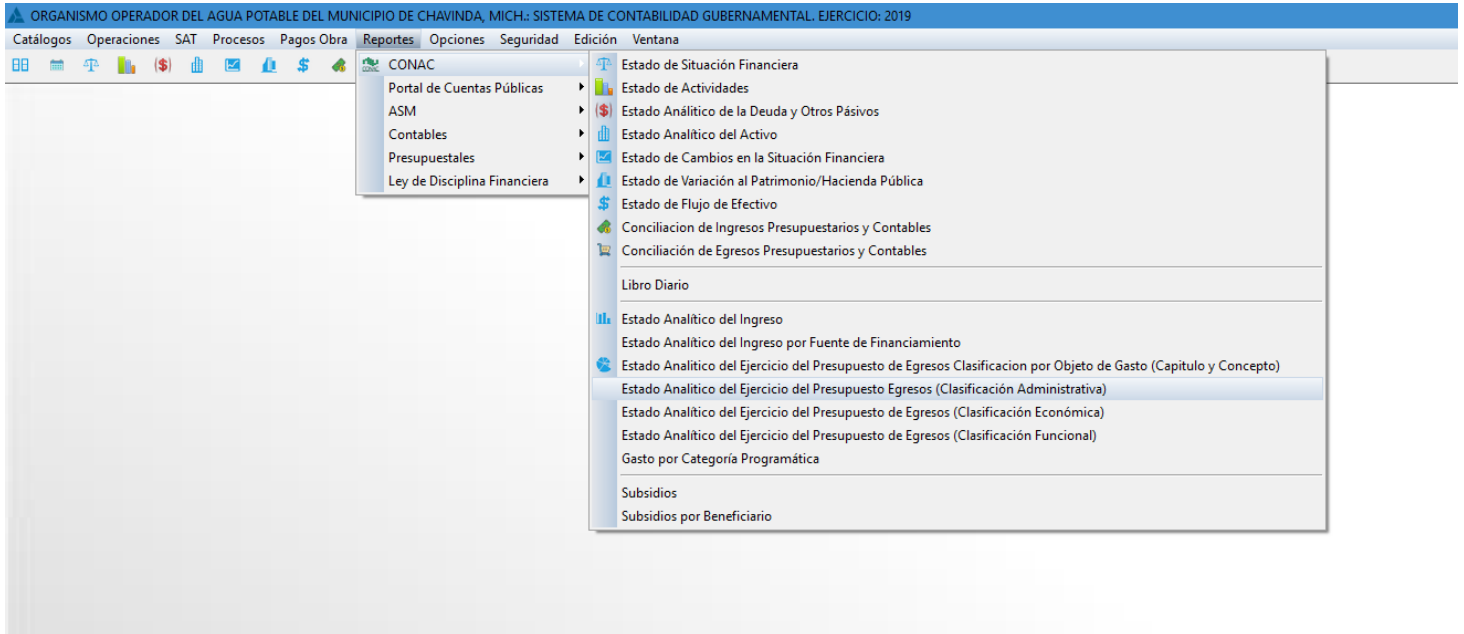 ORGANISMO OPERADOR DEL AGUA POTABLE DEL MUNICIPIO DE CHAVINDA, MICH.: SISTEMA DE CONTABILIDAD GUBERNAMENTAL. EJERCICIO: 2019
Catálogos Operaciones SAT Procesos Pagos Obra Reportes Opciones Seguridad Edición Ventana
CONAC
Portal de Cuentas Públicas
ASM
Contables
Presupuestales
Ley de Disciplina Financiera
Estado de Situación Financiera
Estado de Actividades
Estado Análitico de la Deuda y Otros Pásivos
Estado Analítico del Activo
Estado de Cambios en la Situación Financiera
Estado de Variación al Patrimonio/Hacienda Pública
Estado de Flujo de Efectivo
Conciliacion de Ingresos Presupuestarios y Contables
Conciliación de Egresos Presupuestarios y Contables
Libro Diario
Estado Analítico del Ingreso
Estado Analítico del Ingreso por Fuente de Financiamiento
Estado Analitico del Ejercicio del Presupuesto de Egresos Clasificacion por Objeto de Gasto (Capitulo y Concepto)
Estado Analitico del Ejercicio del Presupuesto Egresos (Clasificación Administrativa)
Estado Analítico del Ejercicio del Presupuesto de Egresos (Clasificación Económica)
Estado Analítico del Ejercicio del Presupuesto de Egresos (Clasificación Funcional)
Gasto por Categoría Programática
Subsidios
Subsidios por Beneficiario